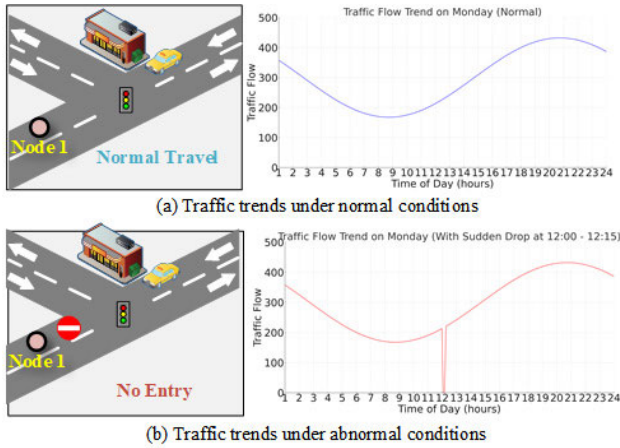 Node 1
Normal Travel
Traffic Flow Trend on Monday (Normal)
500
400
300
200
100
0
Traffic Flow
1 2 3 4 5 6 7 8 9 10 11 12 13 14 15 16 17 18 19 20 21 22 23 24
Time of Day (hours)
(a) Traffic trends under normal conditions
Node 1
No Entry
Traffic Flow Trend on Monday (With Sudden Drop at 12:00 - 12:15)
500
400
300
200
100
0
Traffic Flow
1 2 3 4 5 6 7 8 9 10 11 12 13 14 15 16 17 18 19 20 21 22 23 24
Time of Day (hours)
(b) Traffic trends under abnormal conditions